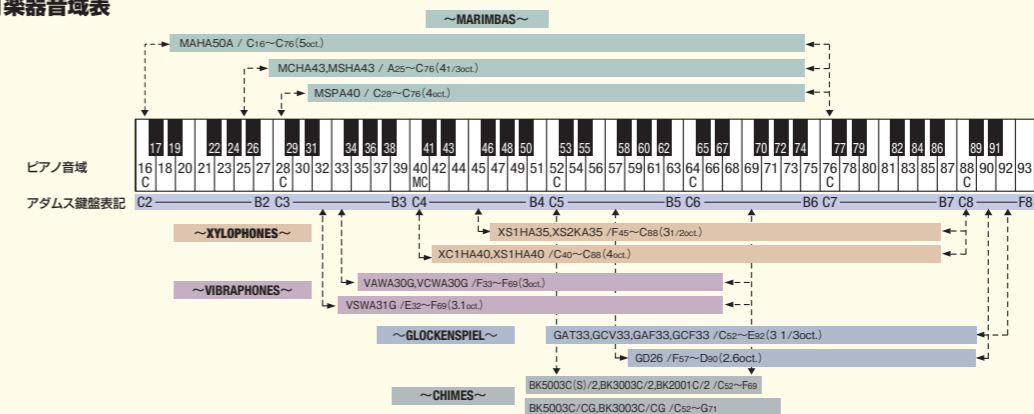 楽器音域表
～MARIMBAS～
MAHA50A / C16～C76(5oct.)
MCHA43,MSHA43 / A25～C76(41/3oct.)
MSPA40 / C28～C76(4oct.)
17 19 22 24 26 29 31 34 36 38 41 43 46 48 50 53 55 58 60 62 65 67 70 72 74 77 79 82 84 86 89 91
ピアノ音域 16 18 20 21 23 25 27 28 30 32 33 35 37 39 40 42 44 45 47 49 51 52 54 56 57 59 61 63 64 66 68 69 71 73 75 76 78 80 81 83 85 87 88 90 92 93
C C MC C C C C
アダムス鍵盤表記 C2 B2 C3 B3 C4 B4 C5 B5 C6 B6 C7 B7 C8 F8
～XYLOPHONES～ XS1HA35,XS2KA35 /F45～C88(31/2oct.)
XC1HA40,XS1HA40 /C40～C88(4oct.)
～VIBRAPHONES～ VAWA30G,VCWA30G /F33～F69(3oct.)
VSWA31G /E32～F69(3.1oct.)
～GLOCKENSPIEL～ GAT33,GCV33,GAF33,GCF33 /C52～E92(3 1/3oct.)
GD26 /F57～D90(2.6oct.)
～CHIMES～ BK5003C(S)/2,BK3003C/2,BK2001C/2 /C52～F69
BK5003C/CG,BK3003C/CG /C52～G71